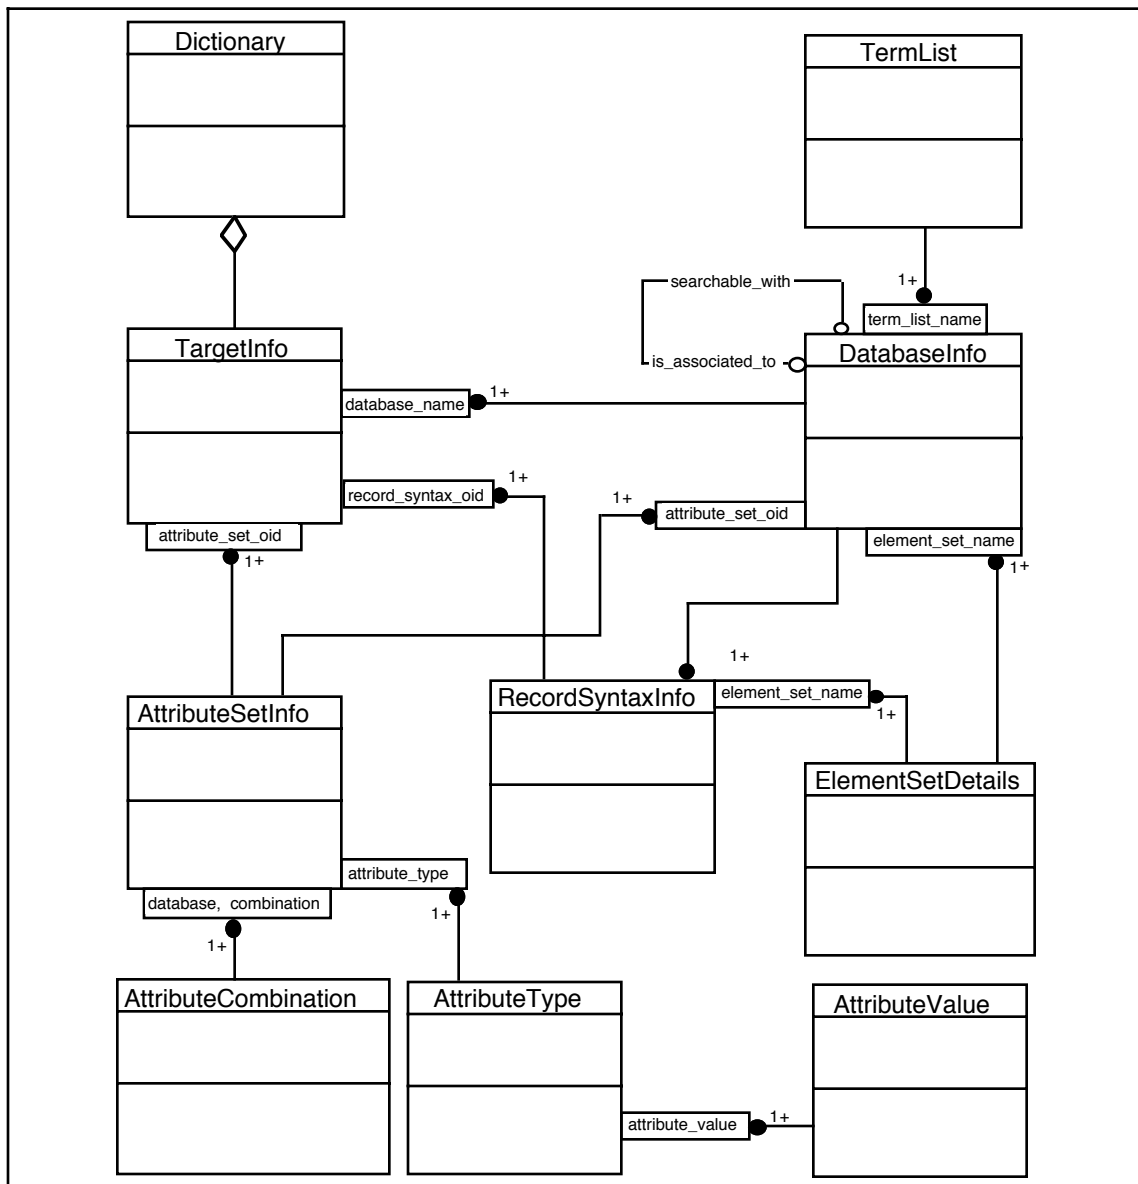 Dictionary
TermList
searchable_with
1+
term_list_name
TargetInfo
DatabaseInfo
is_associated_to
database_name
1+
record_syntax_oid
1+
1+
attribute_set_oid
attribute_set_oid
element_set_name
1+
1+
1+
RecordSyntaxInfo
element_set_name
AttributeSetInfo
1+
ElementSetDetails
attribute_type
database, combination
1+
1+
AttributeCombination
AttributeType
AttributeValue
attribute_value
1+